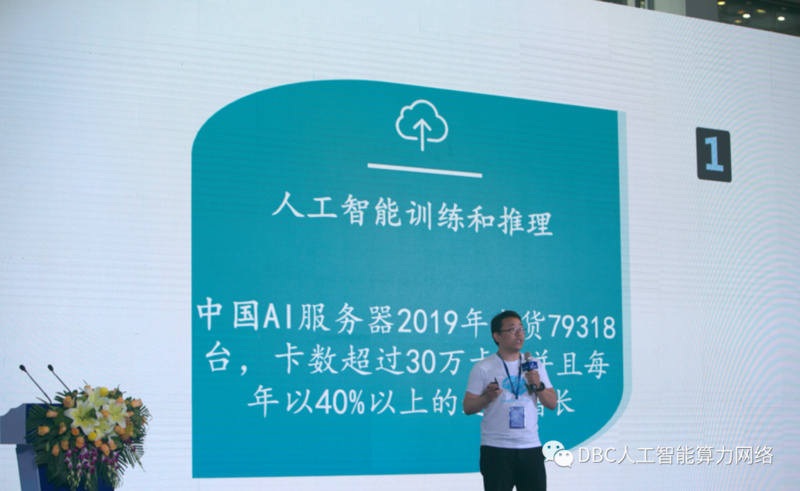 1
人工智能训练和推理
中国AI服务器2019年 货79318
台，卡数超过30万卡 并且每
年以40%以上的 长
DBC人工智能算力网络